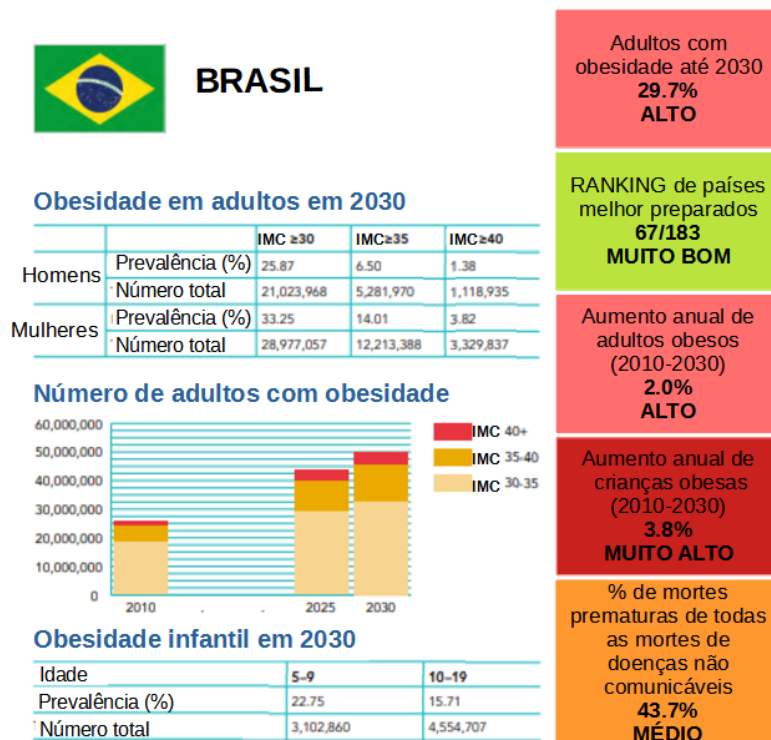 BRASIL
Obesidade em adultos em 2030
IMC ≥30 IMC≥35 IMC≥40
Homens Prevalência (%) 25.87 6.50 1.38
Número total 21,023,968 5,281,970 1,118,935
Mulheres Prevalência (%) 33.25 14.01 3.82
Número total 28,977,057 12,213,388 3,329,837
Número de adultos com obesidade
60,000,000
50,000,000
40,000,000
30,000,000
20,000,000
10,000,000
0
2010 2025 2030
IMC 40+
IMC 35-40
IMC 30-35
Obesidade infantil em 2030
Idade 5–9 10–19
Prevalência (%) 22.75 15.71
Número total 3,102,860 4,554,707
Adultos com
obesidade até 2030
29.7%
ALTO
RANKING de países
melhor preparados
67/183
MUITO BOM
Aumento anual de
adultos obesos
(2010-2030)
2.0%
ALTO
Aumento anual de
crianças obesas
(2010-2030)
3.8%
MUITO ALTO
% de mortes
prematuras de todas
as mortes de
doenças não
comunicáveis
43.7%
MÉDIO